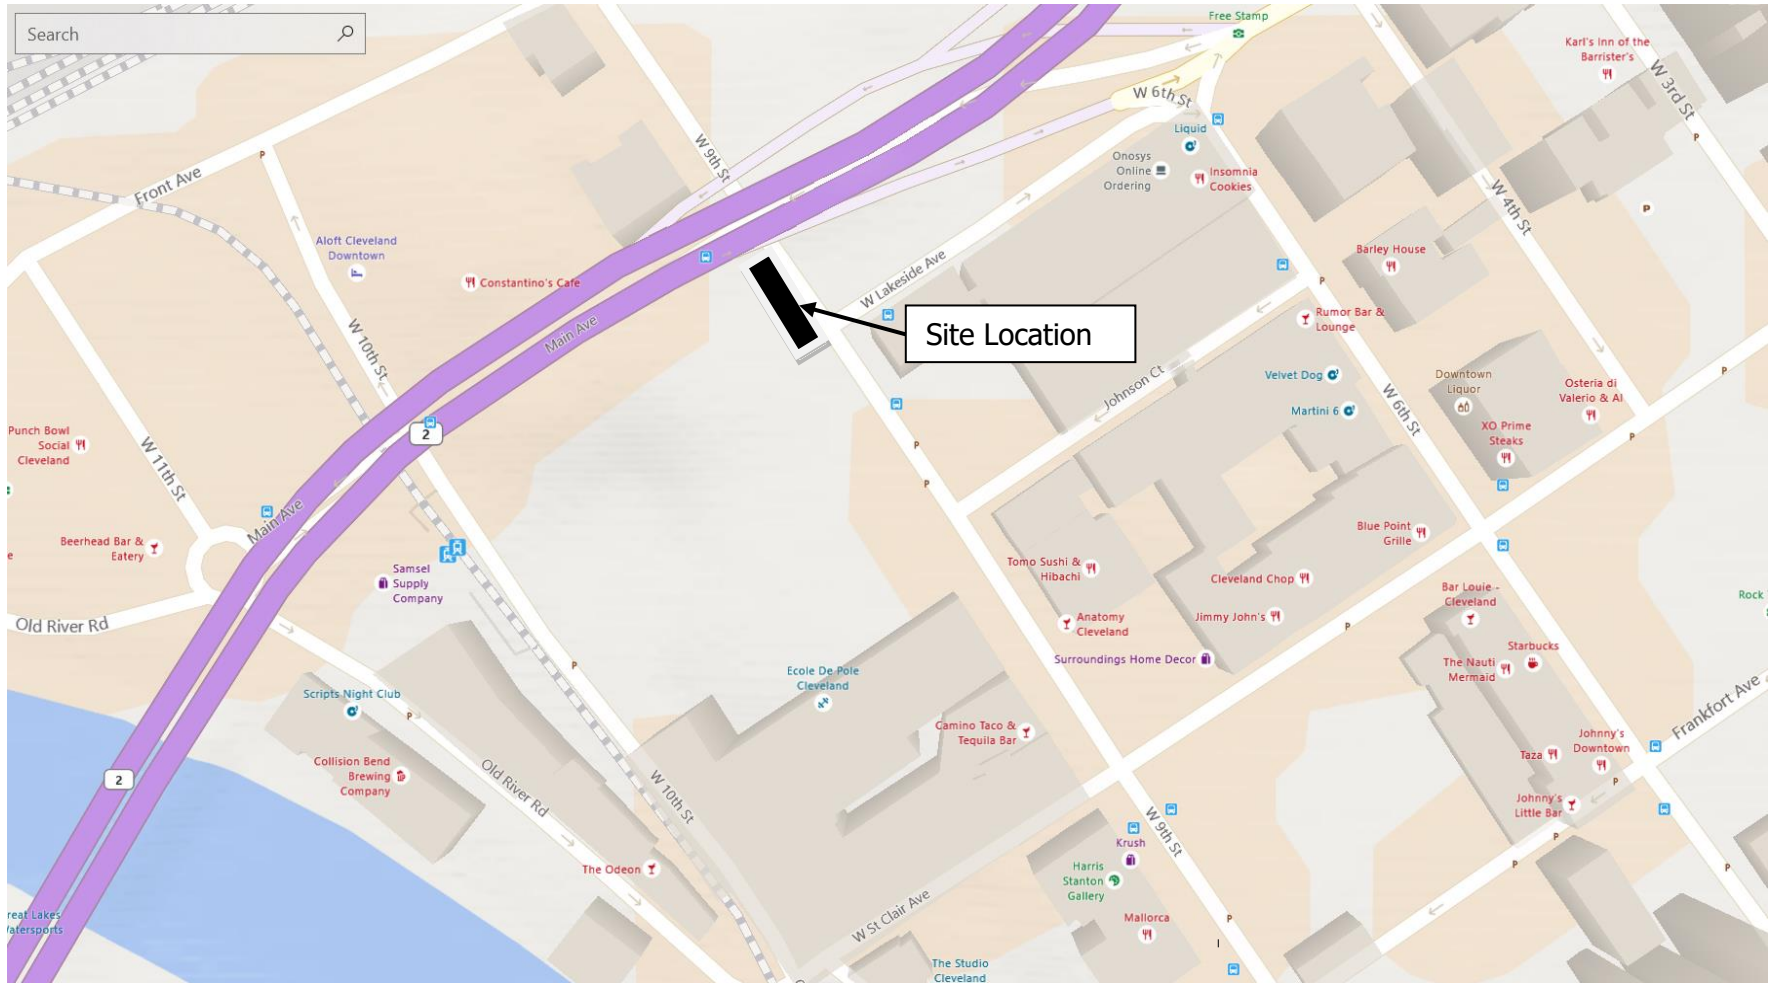 Search
Free Stamp
Karl's Inn of the
Barrister's
W 3rd St
W 6th St
Liquid
W 9th St
Onosys
Online
Ordering
Insomnia
Cookies
Front Ave
P
W 4th St
P
Aloft Cleveland
Downtown
Barley House
Constantino's Cafe
W Lakeside Ave
Rumor Bar &
Lounge
Site Location
Main Ave
W 10th St
Johnson Ct
Velvet Dog
Downtown
Liquor
Osteria di
Valerio & Al
Martini 6
W 6th St
XO Prime
Steaks
Punch Bowl
Social
Cleveland
2
W 11th St
Main Ave
Blue Point
Grille
Beerhead Bar &
Eatery
Samsel
Supply
Company
Tomo Sushi &
Hibachi
Cleveland Chop
Bar Louie -
Cleveland
Rock
Old River Rd
Anatomy
Cleveland
Jimmy John's
Starbucks
Surroundings Home Decor
The Nauti
Mermaid
Ecole De Pole
Cleveland
Scripts Night Club
Frankfort Ave
Camino Taco &
Tequila Bar
Taza
Johnny's
Downtown
2
Collision Bend
Brewing
Company
Old River Rd
W 10th St
Johnny's
Little Bar
W 9th St
Krush
The Odeon
Harris
Stanton
Gallery
W St Clair Ave
Mallorca
reat Lakes
Watersports
The Studio
Cleveland